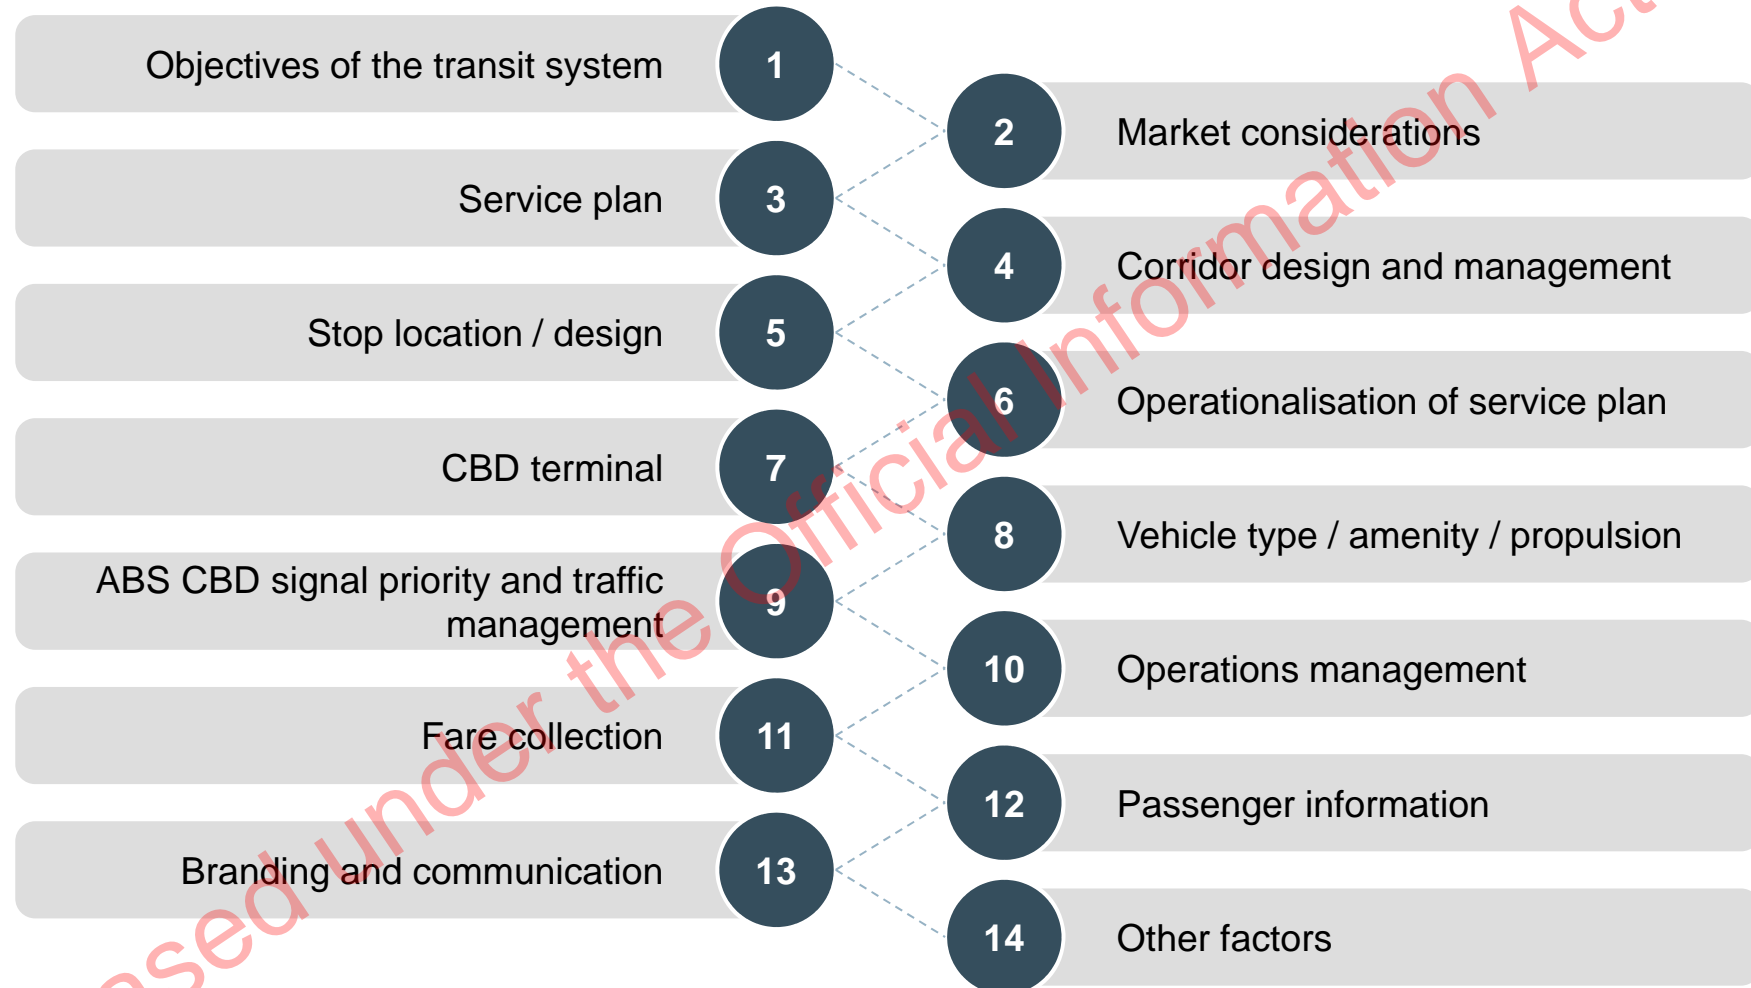 Objectives of the transit system
1
2
Market considerations
Service plan
3
4
Corridor design and management
Stop location / design
5
6
Operationalisation of service plan
CBD terminal
7
8
Vehicle type / amenity / propulsion
ABS CBD signal priority and traffic
management
9
10
Operations management
Fare collection
11
12
Passenger information
Branding and communication
13
14
Other factors
under the Official Information Act